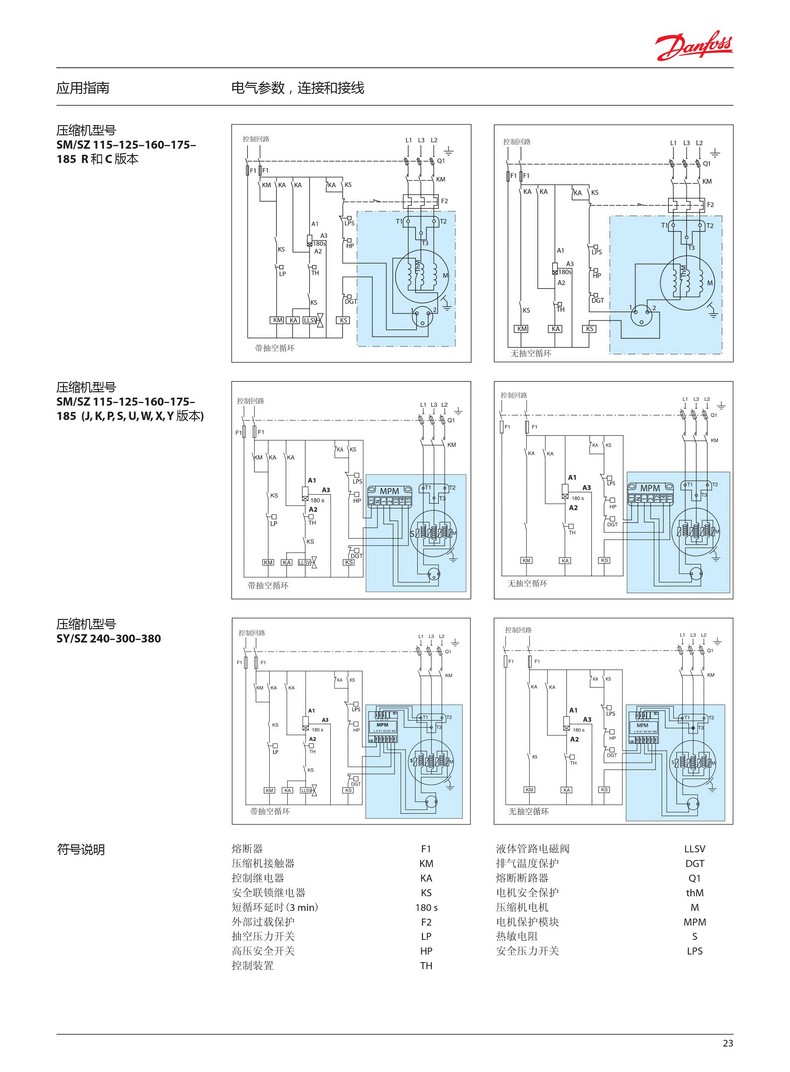 Danfoss
应用指南
电气参数，连接和接线
压缩机型号
SM/SZ 115–125–160–175–
185 R 和 C 版本
控制回路
L1 L3 L2
Q1
F1 F1
KM KA KA KA KS
KM
F2
A1
LPS
T1 T2
A3
180s
T3
KS
A2
HP
thM
LP
TH
M
KS
DGT
1 2
KM KA LLSV KS
带抽空循环
控制回路
L1 L3 L2
Q1
F1 F1
KA KA KA KS
KM
F2
T1 T2
A1
LPS
T3
A3
180s
thM
HP
A2
M
DGT
KS
TH
1 2
KM KA KS
无抽空循环
压缩机型号
SM/SZ 115–125–160–175–
185 (J, K, P, S, U, W, X, Y 版本)
控制回路
L1 L3 L2
Q1
F1 F1
KM KA KA KA KS
KM
A1
LPS
MPM
T1 T2
A3
T3
KS
180 s
HP
A2
LP
TH
S M
KS
DGT
KM KA LLSV KS
带抽空循环
控制回路
L1 L3 L2
Q1
F1 F1
KA KA KA KS
KM
A1
LPS
MPM
T1 T2
A3
T3
180 s
HP
A2
DGT
TH
S M
KM KA KS
无抽空循环
压缩机型号
SY/SZ 240–300–380
控制回路
L1 L3 L2
Q1
F1 F1
KM KA KA KA KS
KM
A1
LPS
T1 T2
A3
MPM
T3
KS
180 s
HP
A2
LP
TH
S M
KS
DGT
KM KA LLSV KS
带抽空循环
控制回路
L1 L3 L2
Q1
F1 F1
KA KA KA KS
KM
A1
LPS
T1 T2
A3
MPM
T3
180 s
HP
A2
DGT
KS
TH
S M
KM KA KS
无抽空循环
符号说明
熔断器 F1
压缩机接触器 KM
控制继电器 KA
安全联锁继电器 KS
短循环延时 (3 min) 180 s
外部过载保护 F2
抽空压力开关 LP
高压安全开关 HP
控制装置 TH
液体管路电磁阀 LLSV
排气温度保护 DGT
熔断断路器 Q1
电机安全保护 thM
压缩机电机 M
电机保护模块 MPM
热敏电阻 S
安全压力开关 LPS
23